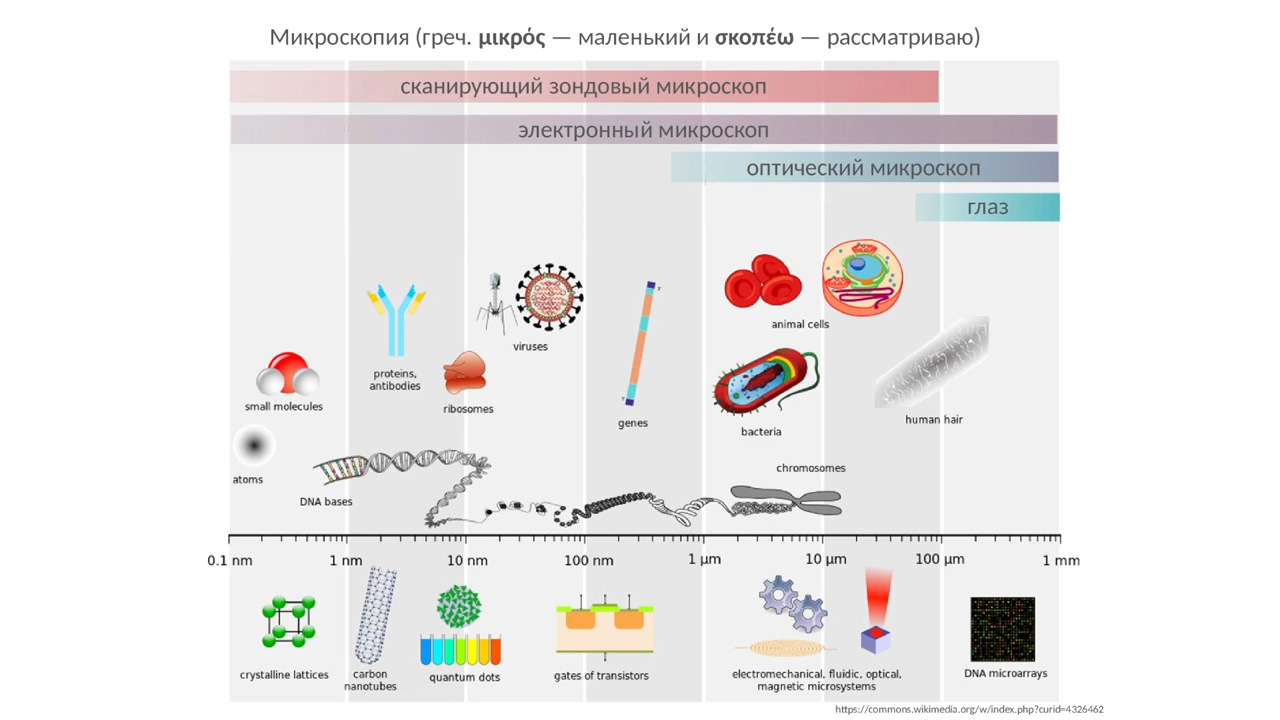 Микроскопия (греч. μικρός — маленький и σκοπέω — рассматриваю)
сканирующий зондовый микроскоп
электронный микроскоп
оптический микроскоп
глаз
animal cells
viruses
proteins,
antibodies
small molecules
ribosomes
genes
bacteria
human hair
atoms
DNA bases
chromosomes
0.1 nm 1 nm 10 nm 100 nm 1 µm 10 µm 100 µm 1 mm
crystalline lattices
carbon
nanotubes
quantum dots
gates of transistors
electromechanical, fluidic, optical,
magnetic microsystems
DNA microarrays
https://commons.wikimedia.org/w/index.php?curid=4326462